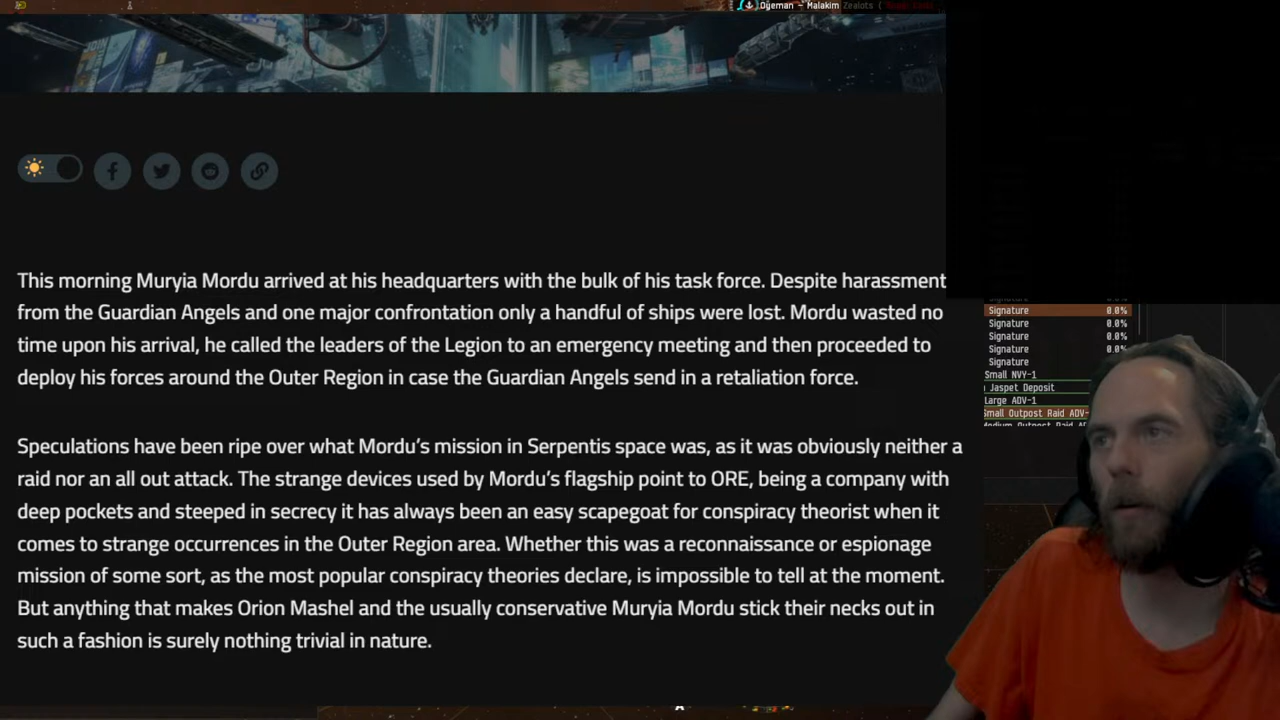 Oyeman - Malakim Zealots (
JOIN
This morning Muryia Mordu arrived at his headquarters with the bulk of his task force. Despite harassment
from the Guardian Angels and one major confrontation only a handful of ships were lost. Mordu wasted no
time upon his arrival, he called the leaders of the Legion to an emergency meeting and then proceeded to
deploy his forces around the Outer Region in case the Guardian Angels send in a retaliation force.
Speculations have been ripe over what Mordu's mission in Serpentis space was, as it was obviously neither a
raid nor an all out attack. The strange devices used by Mordu's flagship point to ORE, being a company with
deep pockets and steeped in secrecy it has always been an easy scapegoat for conspiracy theorist when it
comes to strange occurrences in the Outer Region area. Whether this was a reconnaissance or espionage
mission of some sort, as the most popular conspiracy theories declare, is impossible to tell at the moment.
But anything that makes Orion Mashel and the usually conservative Muryia Mordu stick their necks out in
such a fashion is surely nothing trivial in nature.
Signature 0.0%
Signature 0.0%
Signature 0.0%
Signature 0.0%
Signature 0.0%
Signature
Small NVY-1
Jaspet Deposit
Large ADV-1
Small Outpost Raid ADV-
Medium Outpost Raid